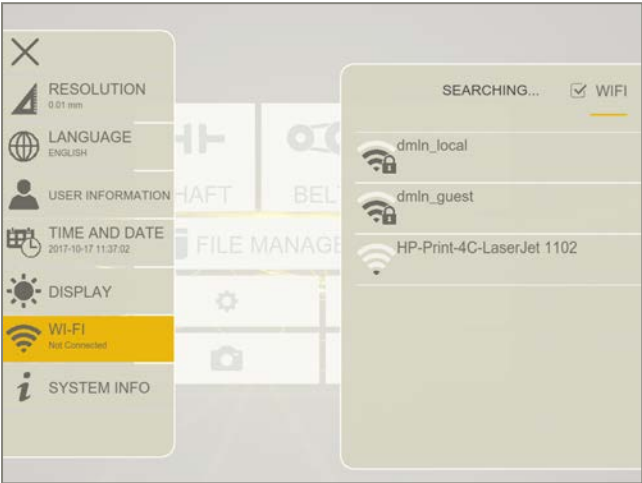 RESOLUTION
0.01 mm
LANGUAGE
ENGLISH
USER INFORMATION
TIME AND DATE
2017-10-17 11:37:02
DISPLAY
WI-FI
Not Connected
SYSTEM INFO
HAFT
BEL
FILE MANAGE
SEARCHING...
WIFI
dmln_local
dmln_guest
HP-Print-4C-LaserJet 1102